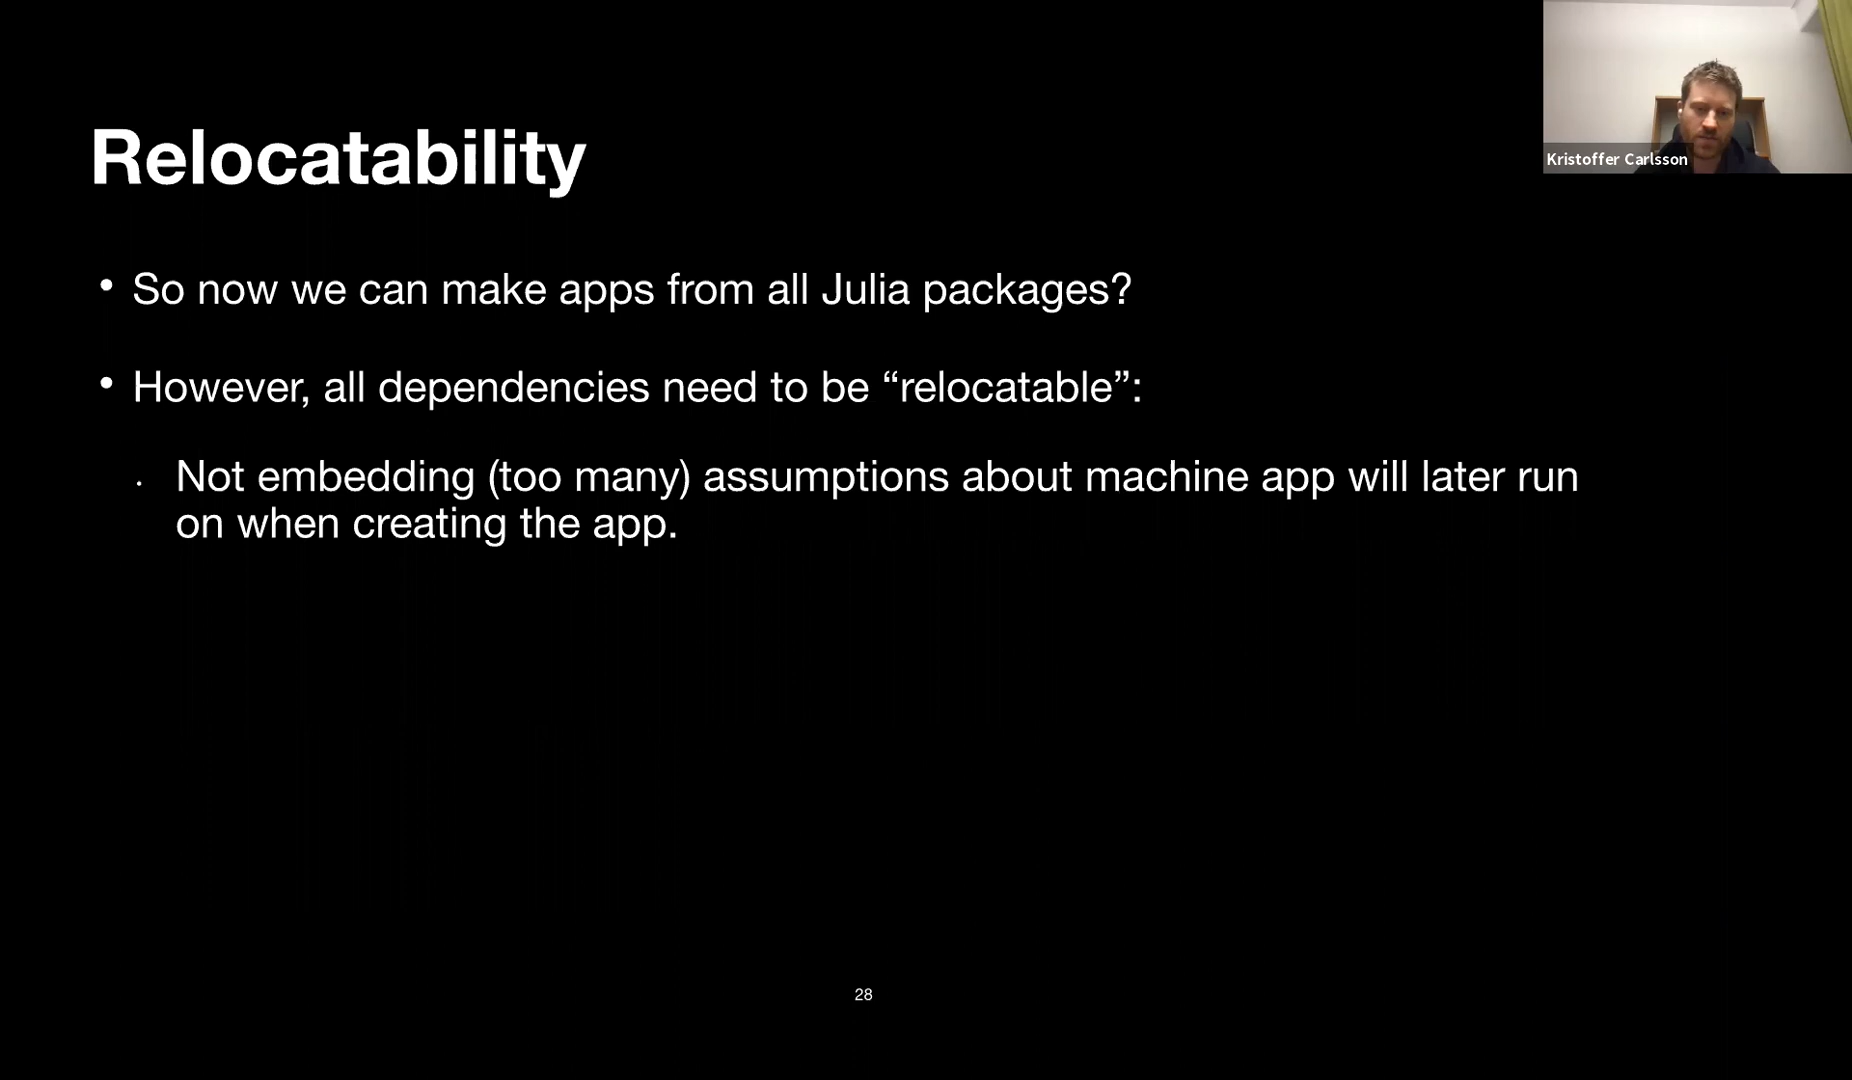 Kristoffer Carlsson
Relocatability
• So now we can make apps from all Julia packages?
• However, all dependencies need to be “relocatable”:
· Not embedding (too many) assumptions about machine app will later run
on when creating the app.
28